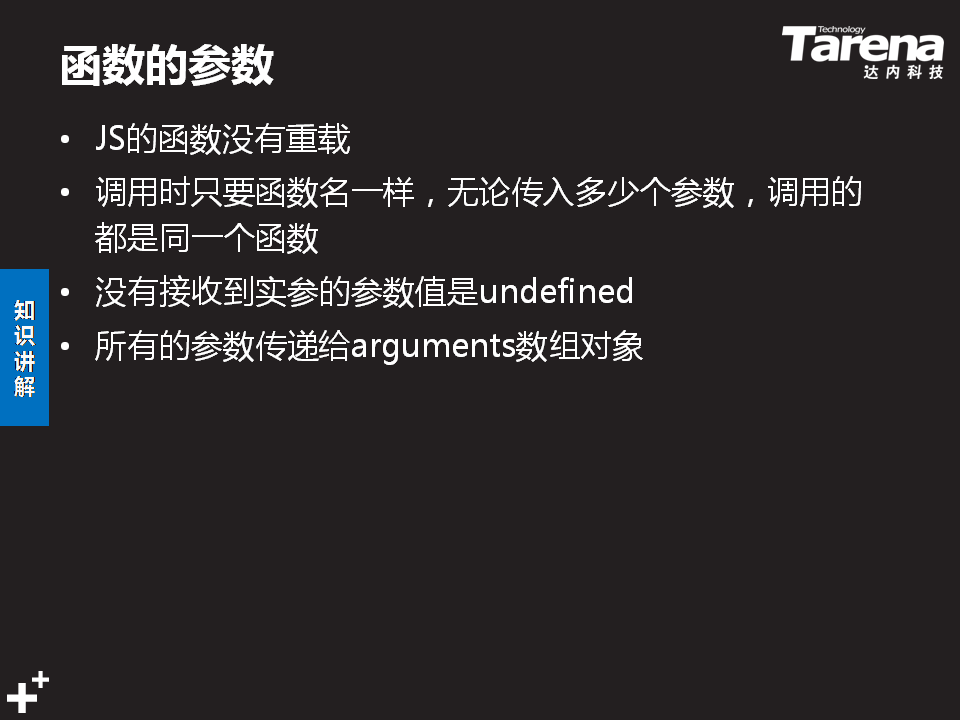 函数的参数
Technology
Tarena
达内科技
• JS的函数没有重载
• 调用时只要函数名一样，无论传入多少个参数，调用的
都是同一个函数
• 没有接收到实参的参数值是undefined
• 所有的参数传递给arguments数组对象
知
识
讲
解